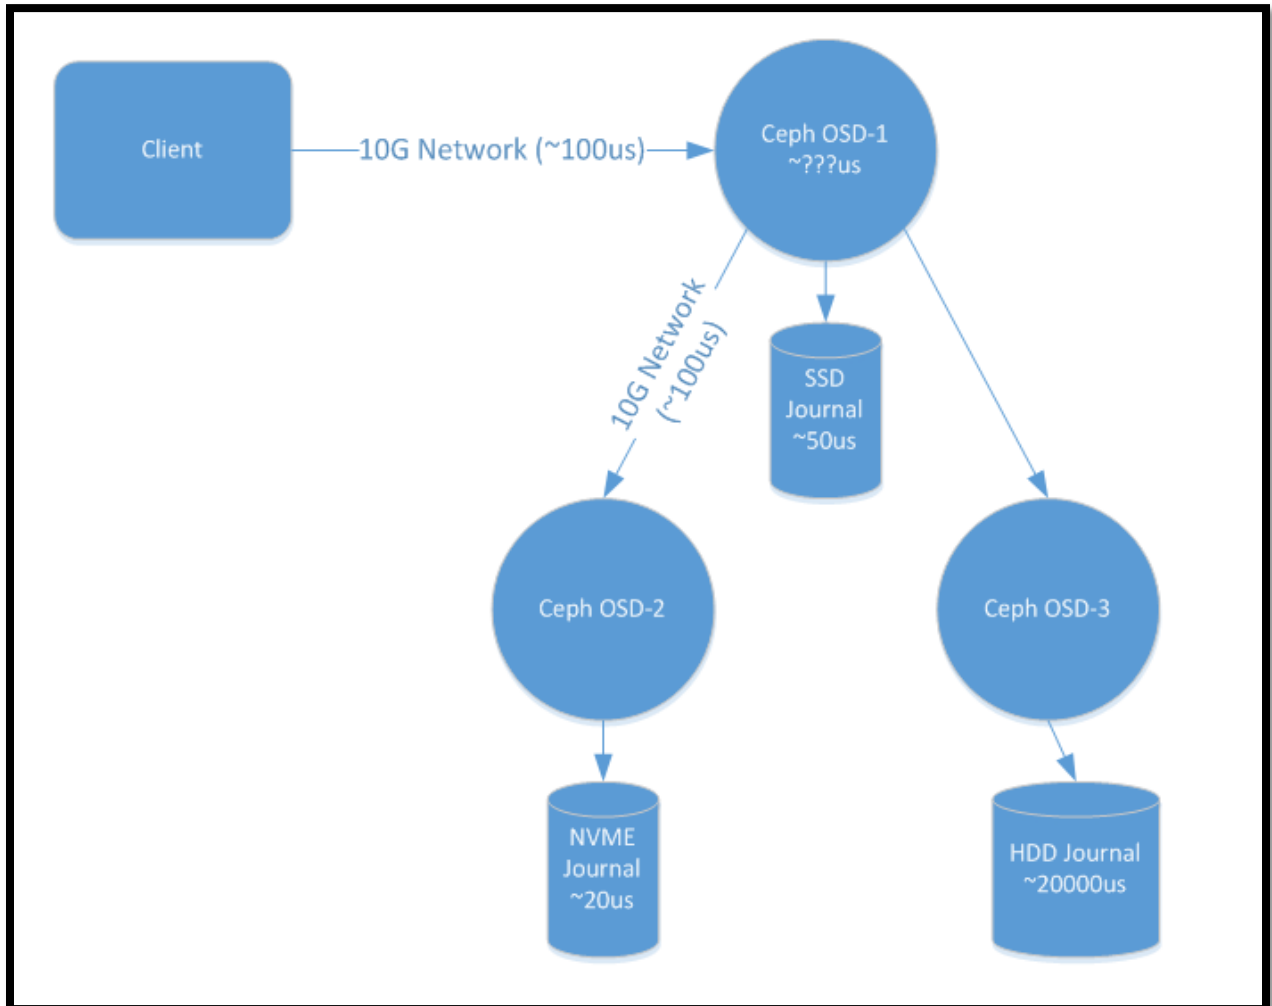 Client
10G Network (~100us)
Ceph OSD-1
~???us
10G Network
(~100us)
SSD
Journal
~50us
Ceph OSD-2
Ceph OSD-3
NVME
Journal
~20us
HDD Journal
~20000us